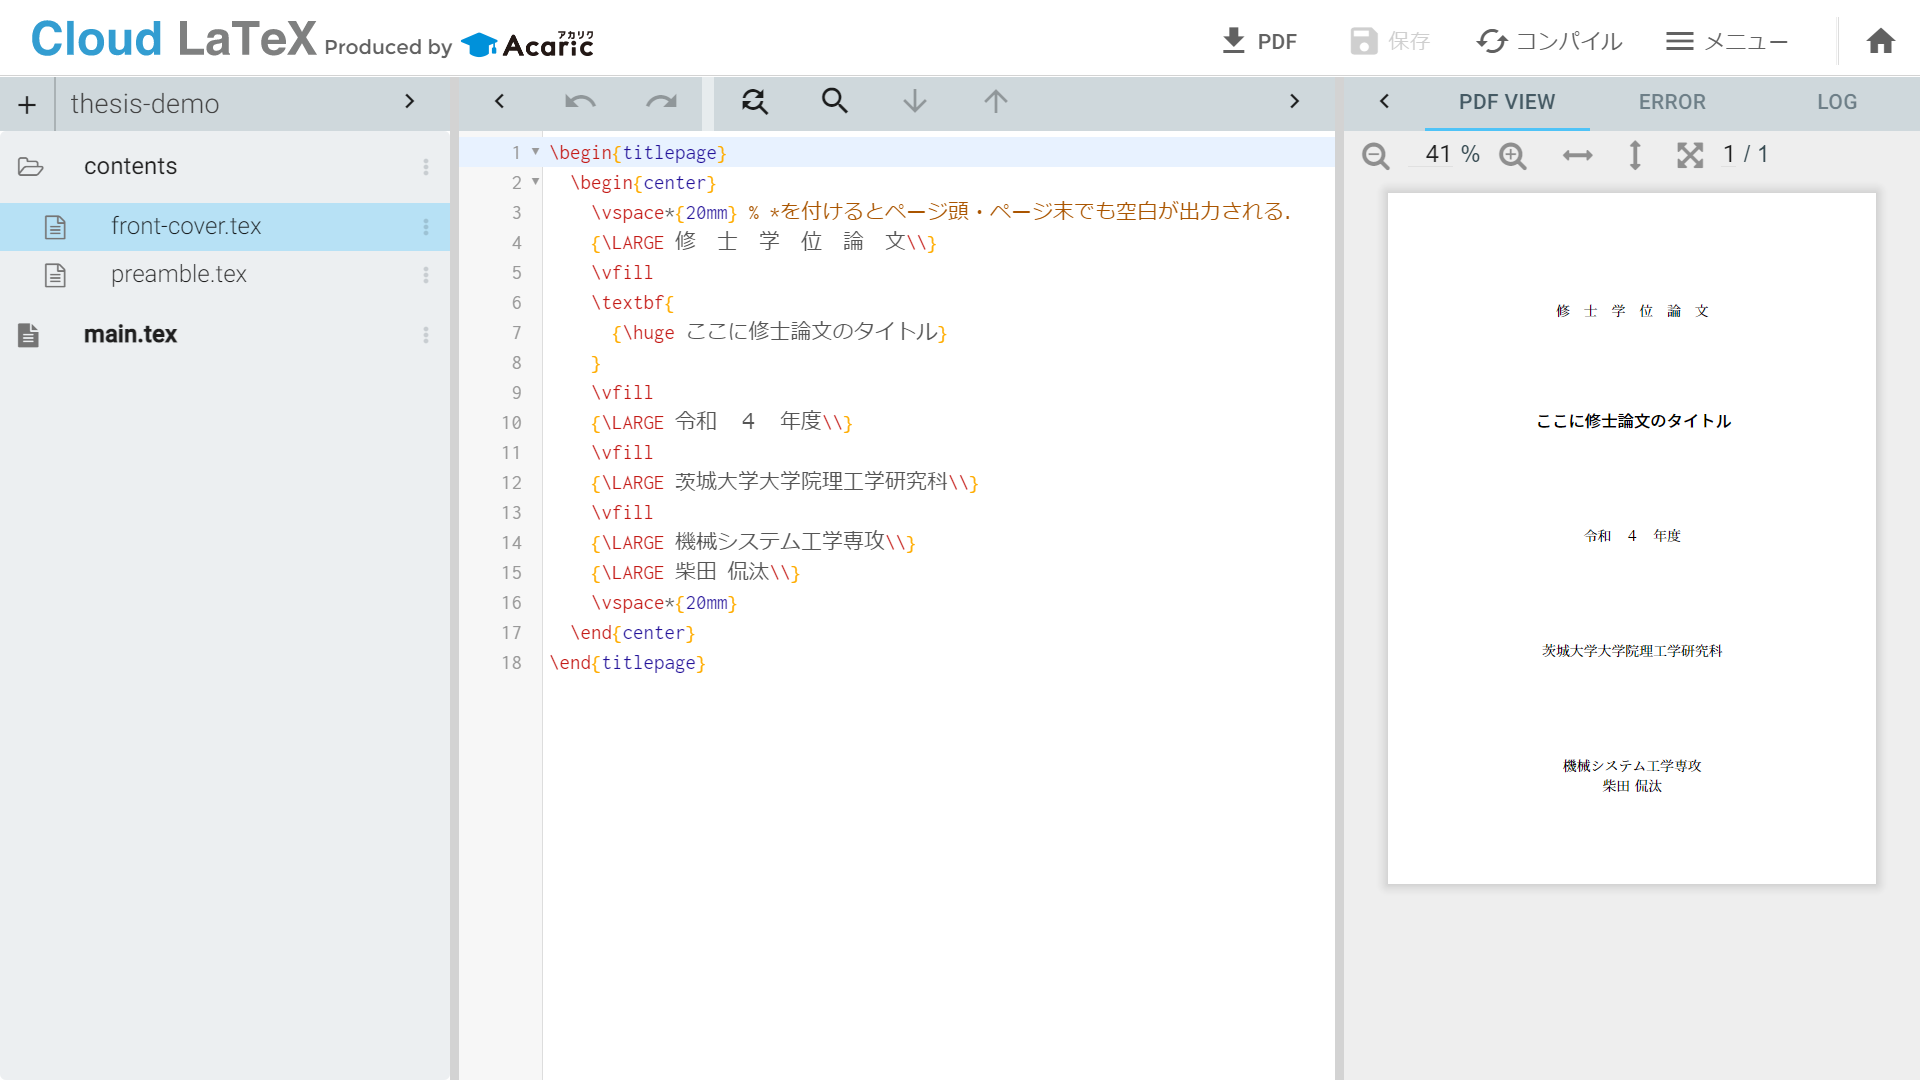 Cloud LaTeX Produced by アカリク Acaric
PDF
保存
コンパイル
メニュー
+ thesis-demo
contents
front-cover.tex
preamble.tex
main.tex
1 \begin{titlepage}
2 \begin{center}
3 \vspace*{20mm} % *を付けるとページ頭・ページ末でも空白が出力される.
4 {\LARGE 修　士　学　位　論　文\\}
5 \vfill
6 \textbf{
7 {\huge ここに修士論文のタイトル}
8 }
9 \vfill
10 {\LARGE 令和　４　年度\\}
11 \vfill
12 {\LARGE 茨城大学大学院理工学研究科\\}
13 \vfill
14 {\LARGE 機械システム工学専攻\\}
15 {\LARGE 柴田 侃汰\\}
16 \vspace*{20mm}
17 \end{center}
18 \end{titlepage}
PDF VIEW ERROR LOG
41 % 1 / 1
修　士　学　位　論　文
ここに修士論文のタイトル
令和　４　年度
茨城大学大学院理工学研究科
機械システム工学専攻
柴田 侃汰